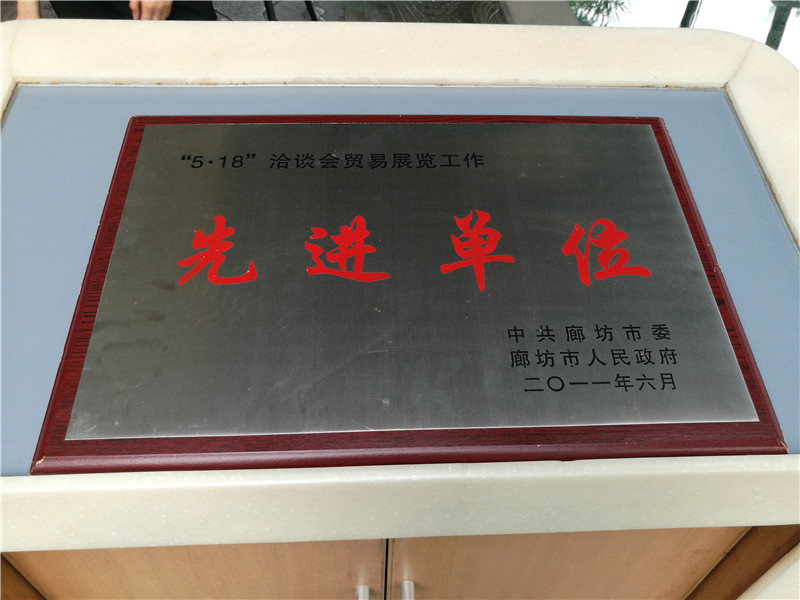 “5·18”洽谈会贸易展览工作
先进单位
中共廊坊市委
廊坊市人民政府
二〇一一年六月